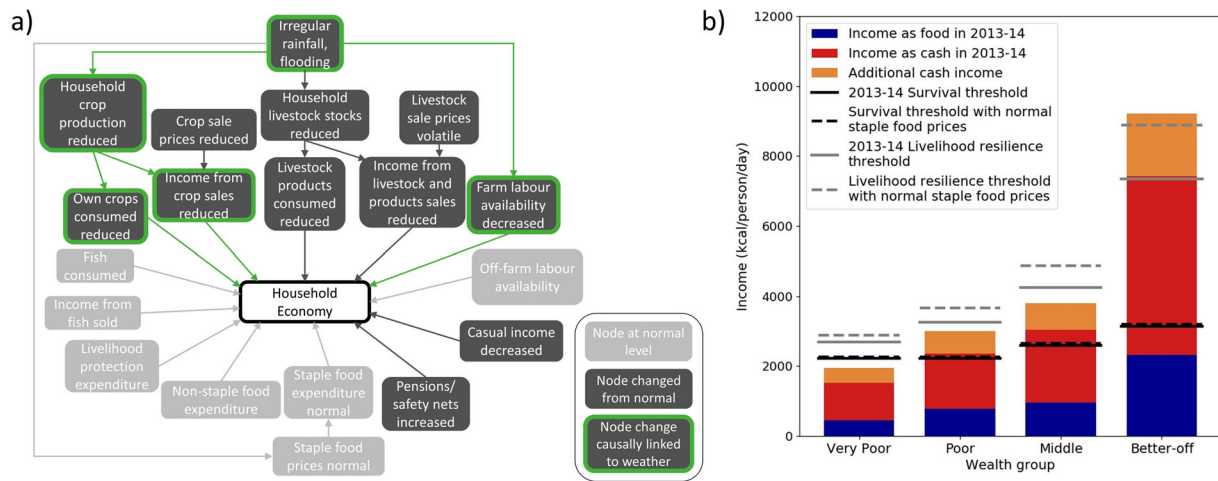 a)
Irregular
rainfall,
flooding
Household
crop
production
reduced
Crop sale
prices reduced
Household
livestock stocks
reduced
Livestock
sale prices
volatile
Own crops
consumed
reduced
Income from
crop sales
reduced
Livestock
products
consumed
reduced
Income from
livestock and
products sales
reduced
Farm labour
availability
decreased
Fish
consumed
Off-farm labour
availability
Household
Economy
Income from
fish sold
Casual income
decreased
Livelihood
protection
expenditure
Non-staple food
expenditure
Staple food
expenditure
normal
Pensions/
safety nets
increased
Staple food
prices normal
Node at normal
level
Node changed
from normal
Node change
causally linked
to weather
b)
12000
10000
8000
6000
4000
2000
0
Income (kcal/person/day)
Income as food in 2013-14
Income as cash in 2013-14
Additional cash income
2013-14 Survival threshold
Survival threshold with normal
staple food prices
2013-14 Livelihood resilience
threshold
Livelihood resilience threshold
with normal staple food prices
Very Poor
Poor
Middle
Better-off
Wealth group